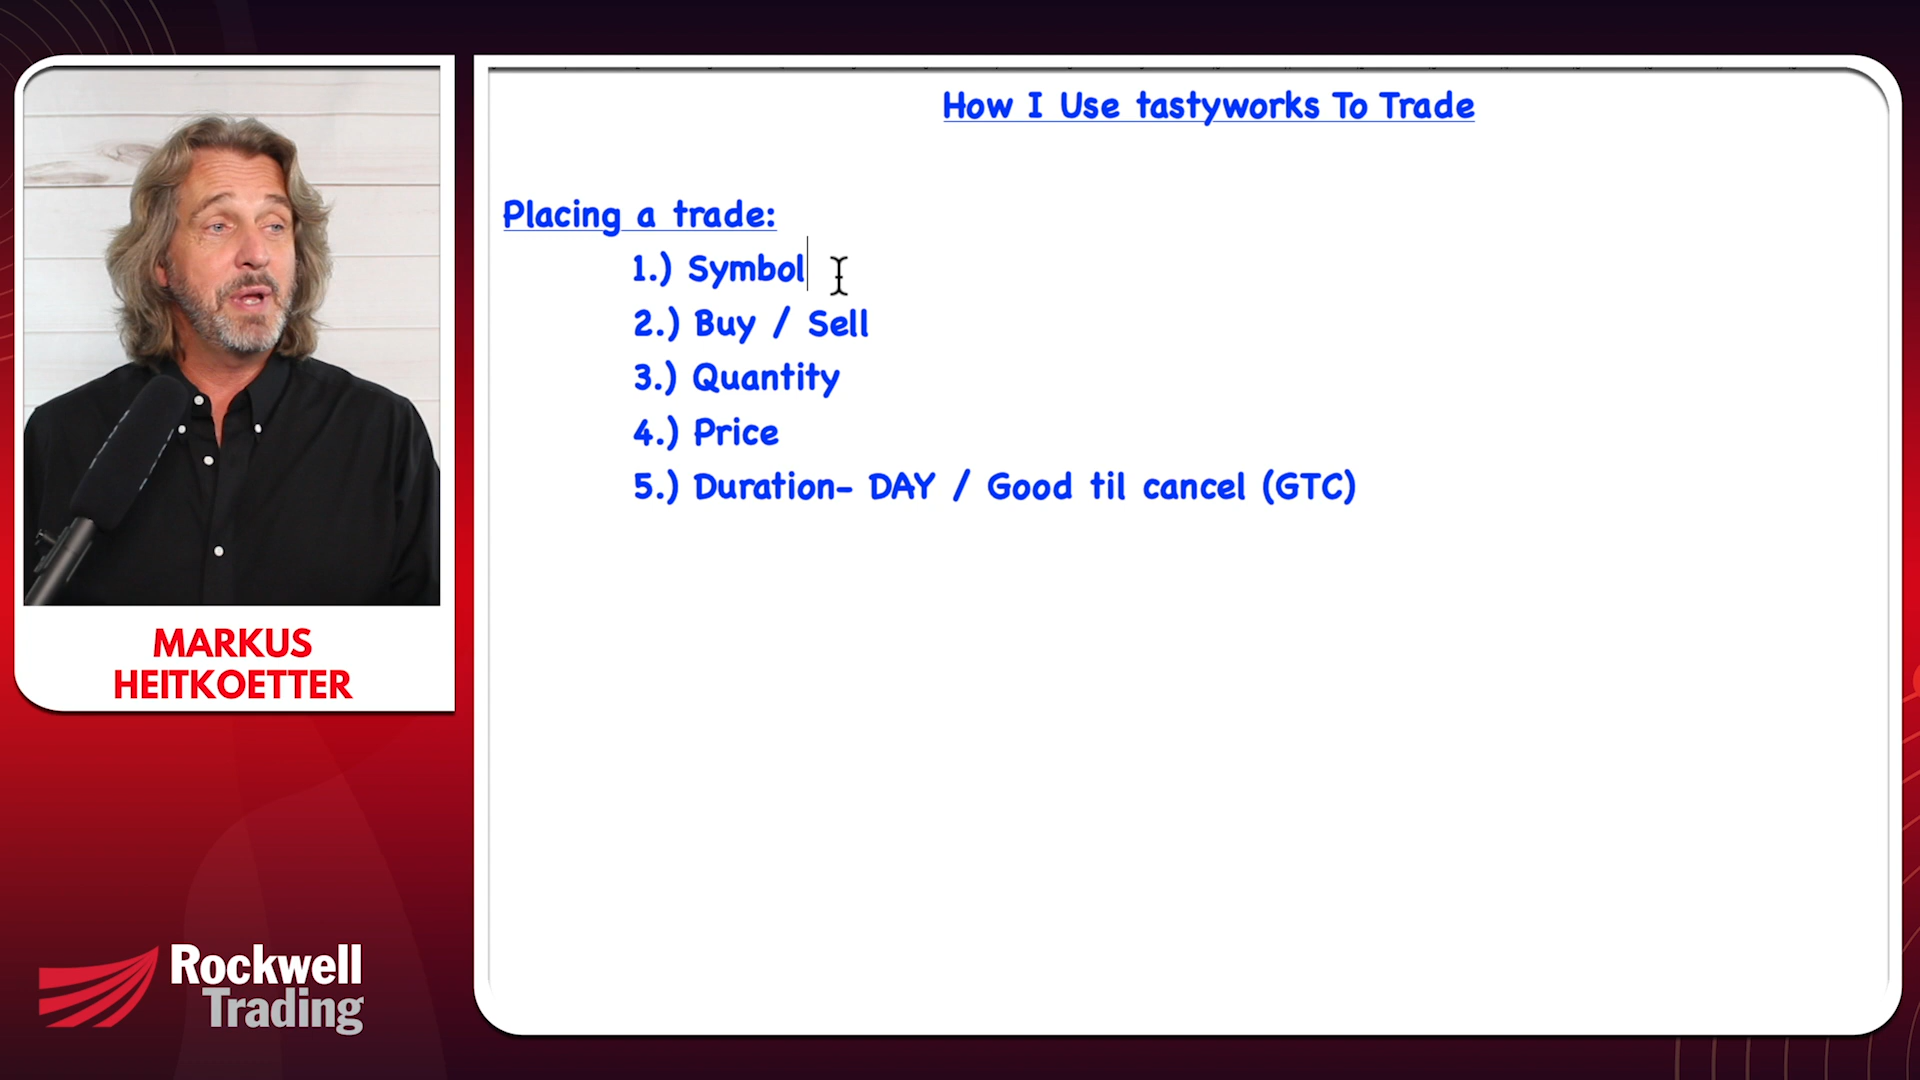 How I Use tastyworks To Trade
Placing a trade:
1.) Symbol
2.) Buy / Sell
3.) Quantity
4.) Price
5.) Duration- DAY / Good til cancel (GTC)
MARKUS
HEITKOETTER
Rockwell
Trading